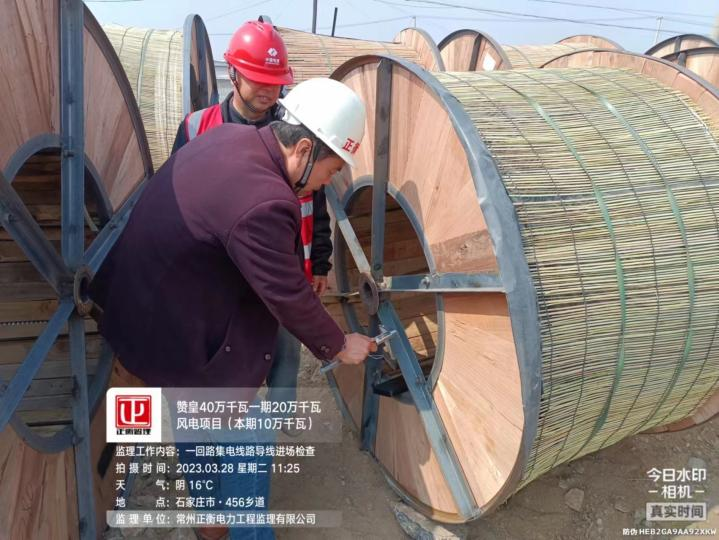 正衡
正衡监理
赞皇40万千瓦一期20万千瓦
风电项目（本期10万千瓦）
监理工作内容：一回路集电线路导线进场检查
拍摄时间：2023.03.28 星期二 11:25
天 气：阴 16℃
地 点：石家庄市·456乡道
监理单位：常州正衡电力工程监理有限公司
今日水印
相机
真实时间
防伪 HEB2GA9AA92XKW